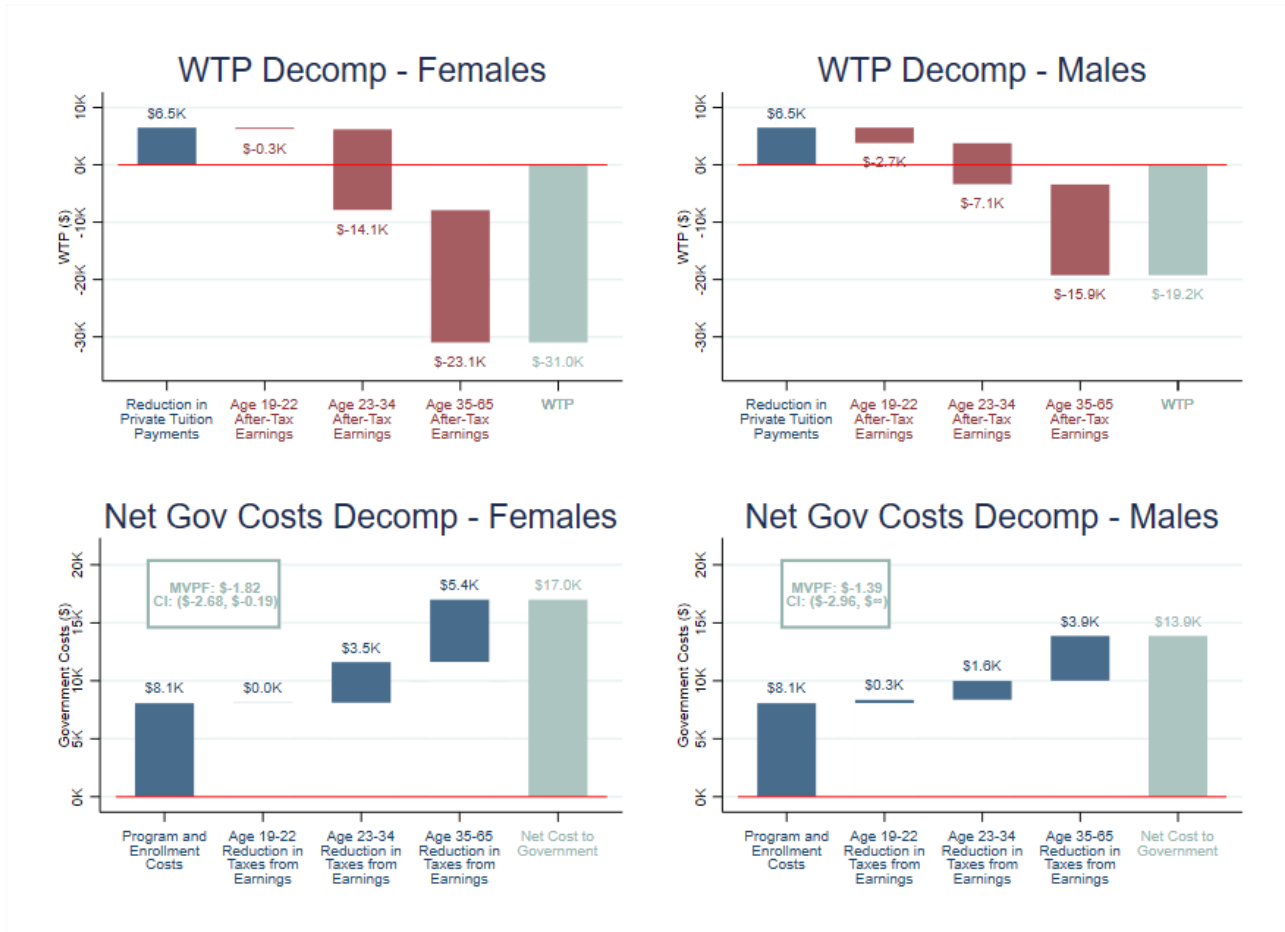 WTP Decomp - Females
WTP ($)
10K
0K
-10K
-20K
-30K
$6.5K
$-0.3K
$-14.1K
$-23.1K
$-31.0K
Reduction in
Private Tuition
Payments
Age 19-22
After-Tax
Earnings
Age 23-34
After-Tax
Earnings
Age 35-65
After-Tax
Earnings
WTP
WTP Decomp - Males
WTP ($)
10K
0K
-10K
-20K
-30K
$6.5K
$-2.7K
$-7.1K
$-15.9K
$-19.2K
Reduction in
Private Tuition
Payments
Age 19-22
After-Tax
Earnings
Age 23-34
After-Tax
Earnings
Age 35-65
After-Tax
Earnings
WTP
Net Gov Costs Decomp - Females
Government Costs ($)
20K
15K
10K
5K
0K
MVPF: $-1.82
CI: ($-2.68, $-0.19)
$8.1K
$0.0K
$3.5K
$5.4K
$17.0K
Program and
Enrollment
Costs
Age 19-22
Reduction in
Taxes from
Earnings
Age 23-34
Reduction in
Taxes from
Earnings
Age 35-65
Reduction in
Taxes from
Earnings
Net Cost to
Government
Net Gov Costs Decomp - Males
Government Costs ($)
20K
15K
10K
5K
0K
MVPF: $-1.39
CI: ($-2.96, $∞)
$8.1K
$0.3K
$1.6K
$3.9K
$13.9K
Program and
Enrollment
Costs
Age 19-22
Reduction in
Taxes from
Earnings
Age 23-34
Reduction in
Taxes from
Earnings
Age 35-65
Reduction in
Taxes from
Earnings
Net Cost to
Government